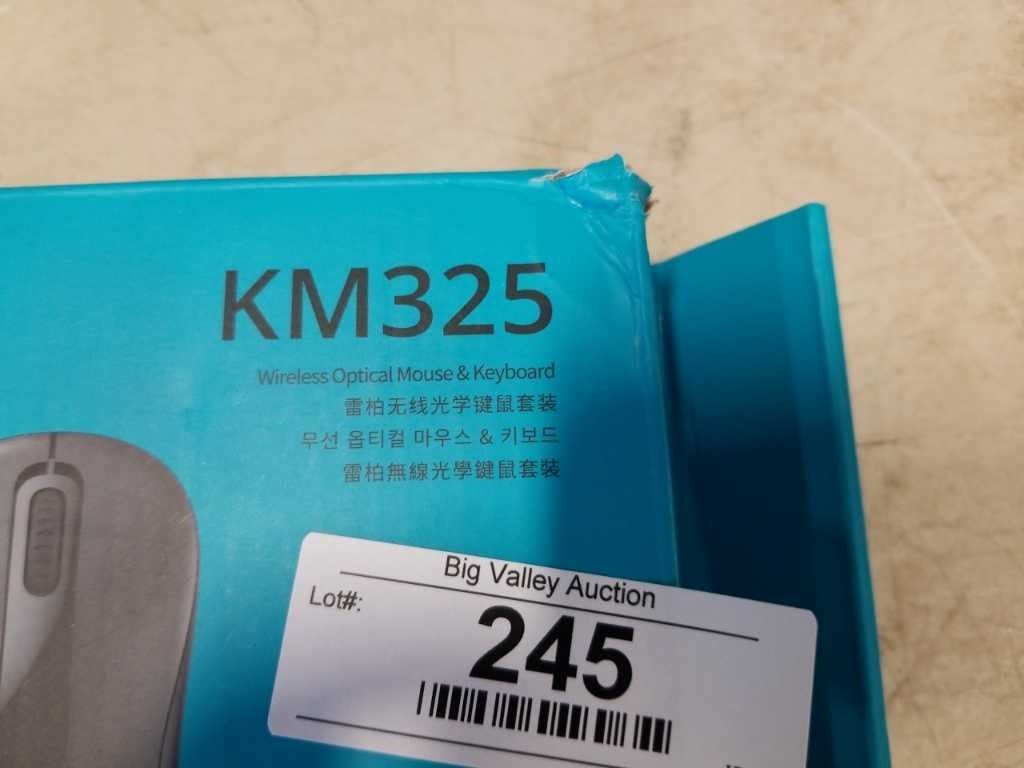 KM325
Wireless Optical Mouse & Keyboard
雷柏无线光学键鼠套装
무선 옵티컬 마우스 & 키보드
雷柏無線光學鍵鼠套裝
Big Valley Auction
Lot#:
245